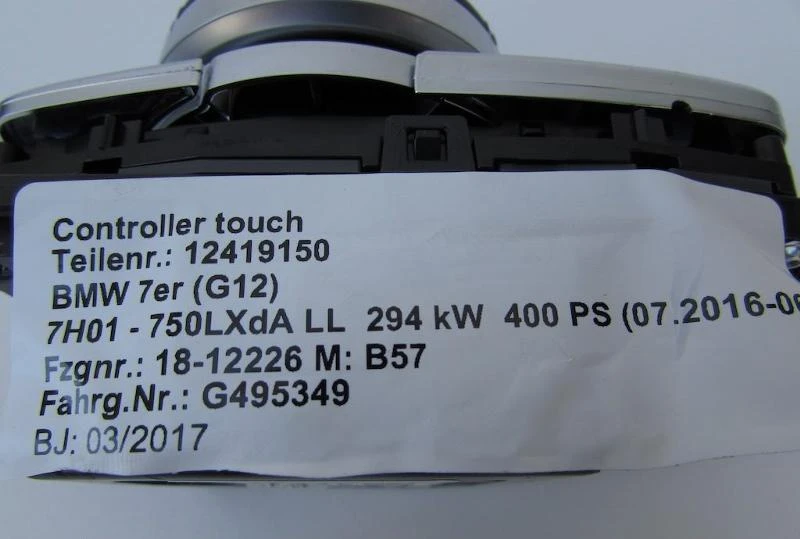 Controller touch
Teilenr.: 12419150
BMW 7er (G12)
7H01 - 750LXdA LL 294 kW 400 PS (07.2016-0
Fzgnr.: 18-12226 M: B57
Fahrg.Nr.: G495349
BJ: 03/2017